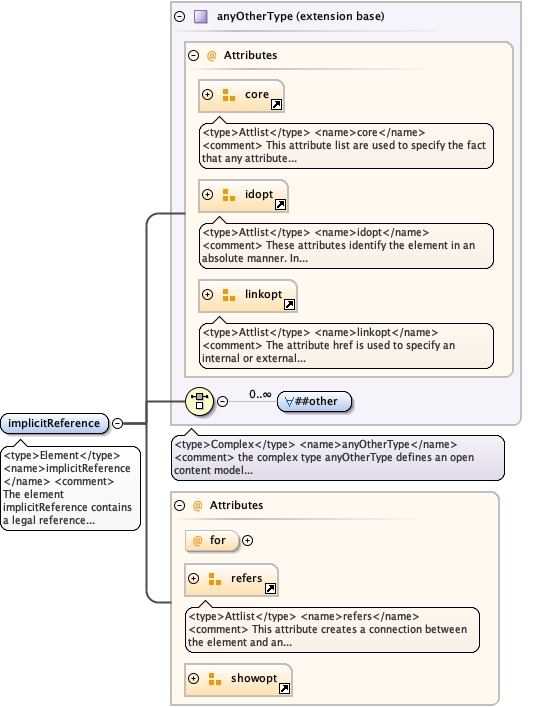 anyOtherType (extension base)
@ Attributes
core
<type>Attlist</type> <name>core</name>
<comment> This attribute list are used to specify the fact
that any attribute...
idopt
<type>Attlist</type> <name>idopt</name>
<comment> These attributes identify the element in an
absolute manner. In...
linkopt
<type>Attlist</type> <name>linkopt</name>
<comment> The attribute href is used to specify an
internal or external...
0..∞
∀##other
implicitReference
<type>Element</type>
<name>implicitReference
</name> <comment>
The element
implicitReference contains
a legal reference...
<type>Complex</type> <name>anyOtherType</name>
<comment> the complex type anyOtherType defines an open
content model...
@ Attributes
@ for
refers
<type>Attlist</type> <name>refers</name>
<comment> This attribute creates a connection between
the element and an...
showopt